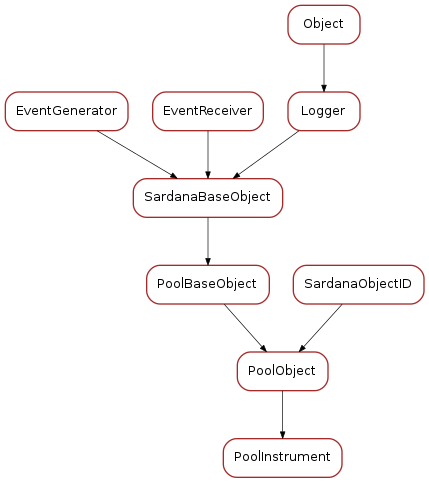 Object
EventGenerator
EventReceiver
Logger
SardanaBaseObject
PoolBaseObject
SardanaObjectID
PoolObject
PoolInstrument